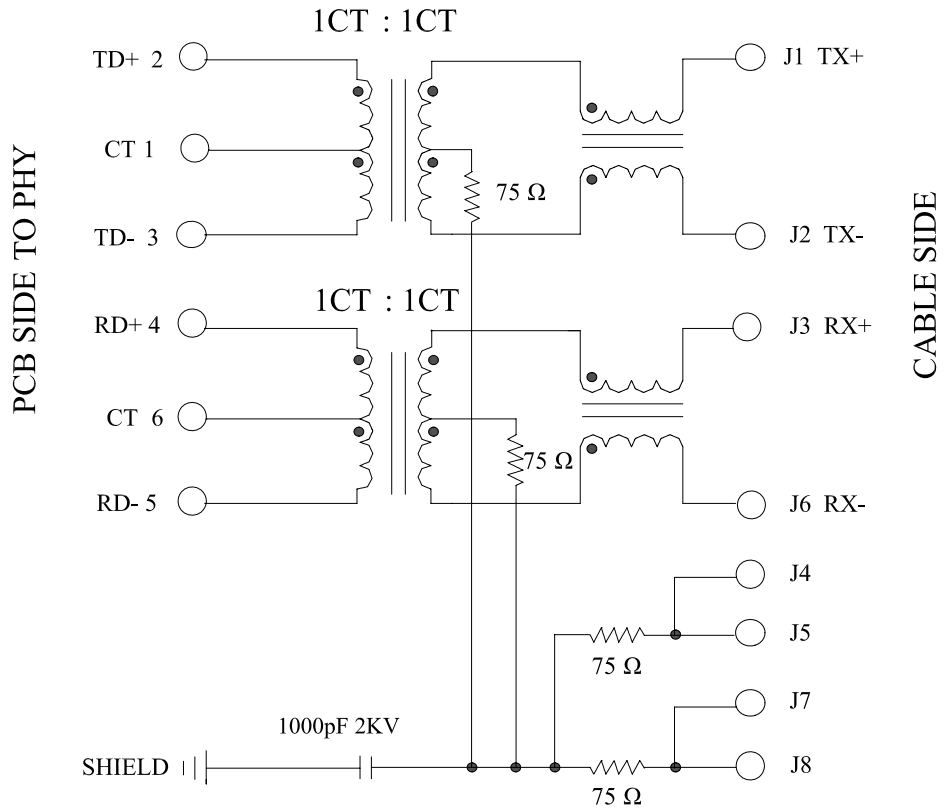 1CT : 1CT
TD+ 2
J1 TX+
CT 1
75 Ω
TD- 3
J2 TX-
PCB SIDE TO PHY
CABLE SIDE
1CT : 1CT
RD+ 4
J3 RX+
CT 6
75 Ω
RD- 5
J6 RX-
J4
J5
75 Ω
J7
1000pF 2KV
SHIELD
J8
75 Ω